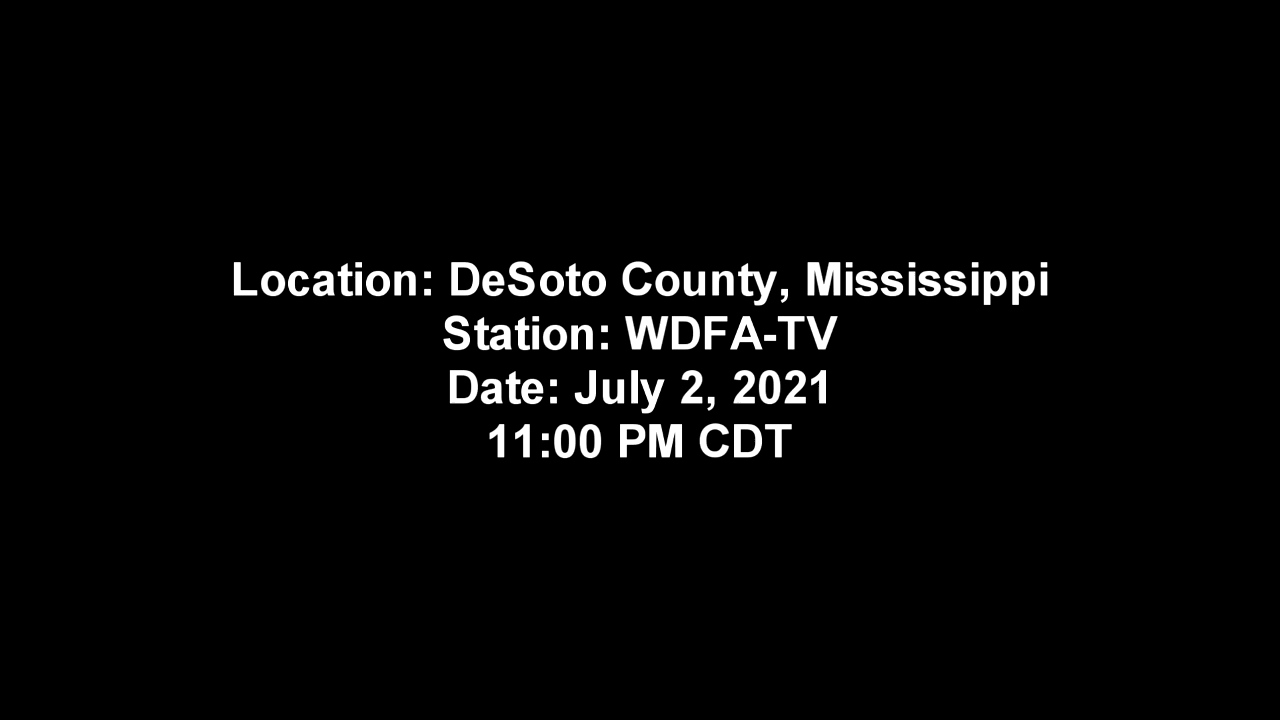 Location: DeSoto County, Mississippi
Station: WDFA-TV
Date: July 2, 2021
11:00 PM CDT